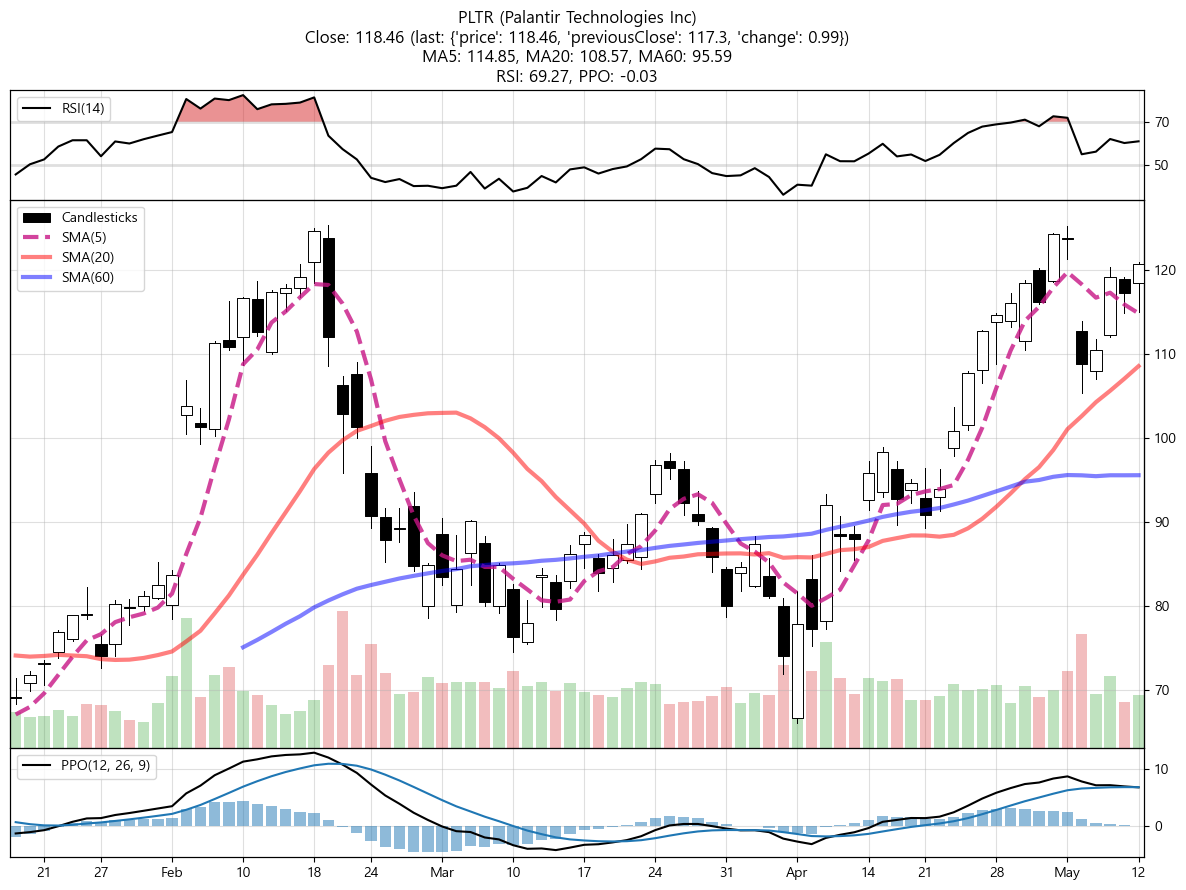 PLTR (Palantir Technologies Inc)
Close: 118.46 (last: {'price': 118.46, 'previousClose': 117.3, 'change': 0.99})
MA5: 114.85, MA20: 108.57, MA60: 95.59
RSI: 69.27, PPO: -0.03
RSI(14)
70
50
Candlesticks
SMA(5)
SMA(20)
SMA(60)
120
110
100
90
80
70
PPO(12, 26, 9)
10
0
21 27 Feb 10 18 24 Mar 10 17 24 31 Apr 14 21 28 May 12